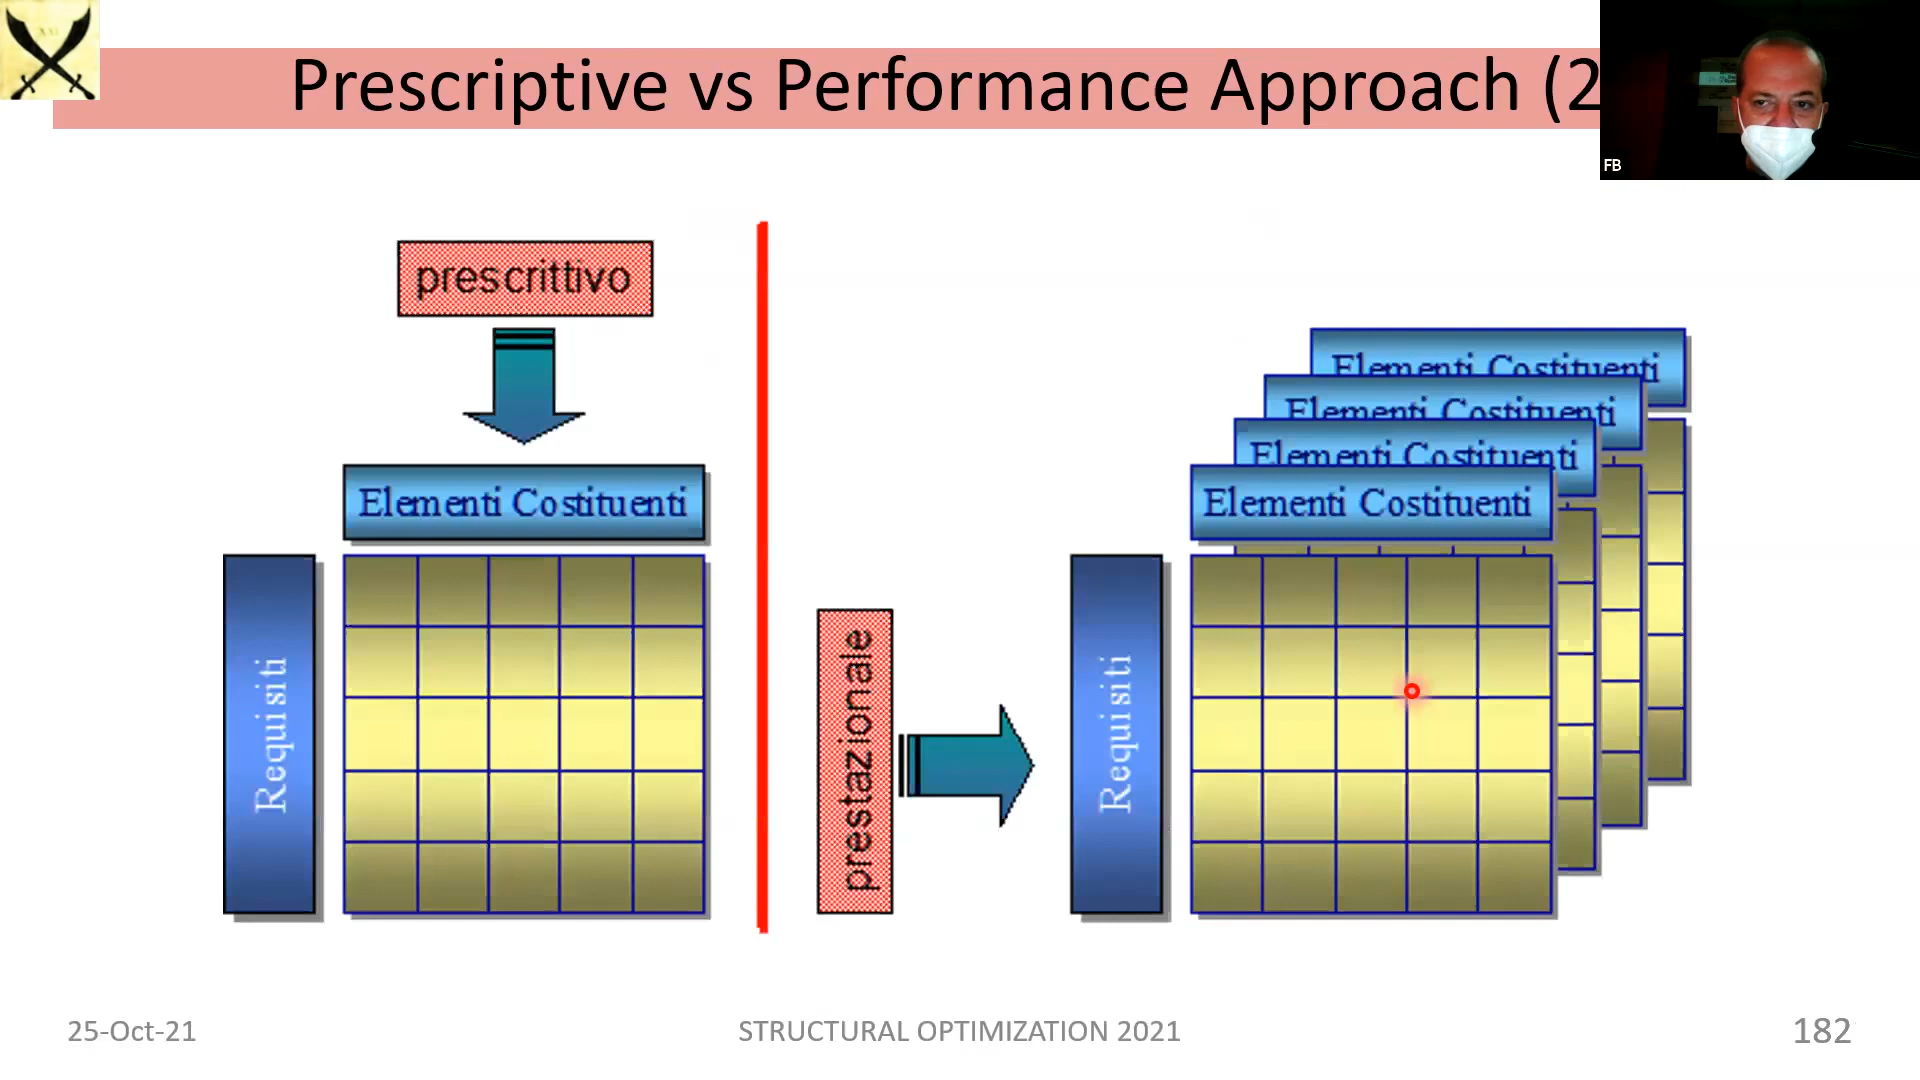 Prescriptive vs Performance Approach (2
FB
prescrittivo
Elementi Costituenti
Requisiti
prestazionale
Requisiti
Elementi Costituenti
Elementi Costituenti
Elementi Costituenti
Elementi Costituenti
25-Oct-21
STRUCTURAL OPTIMIZATION 2021
182